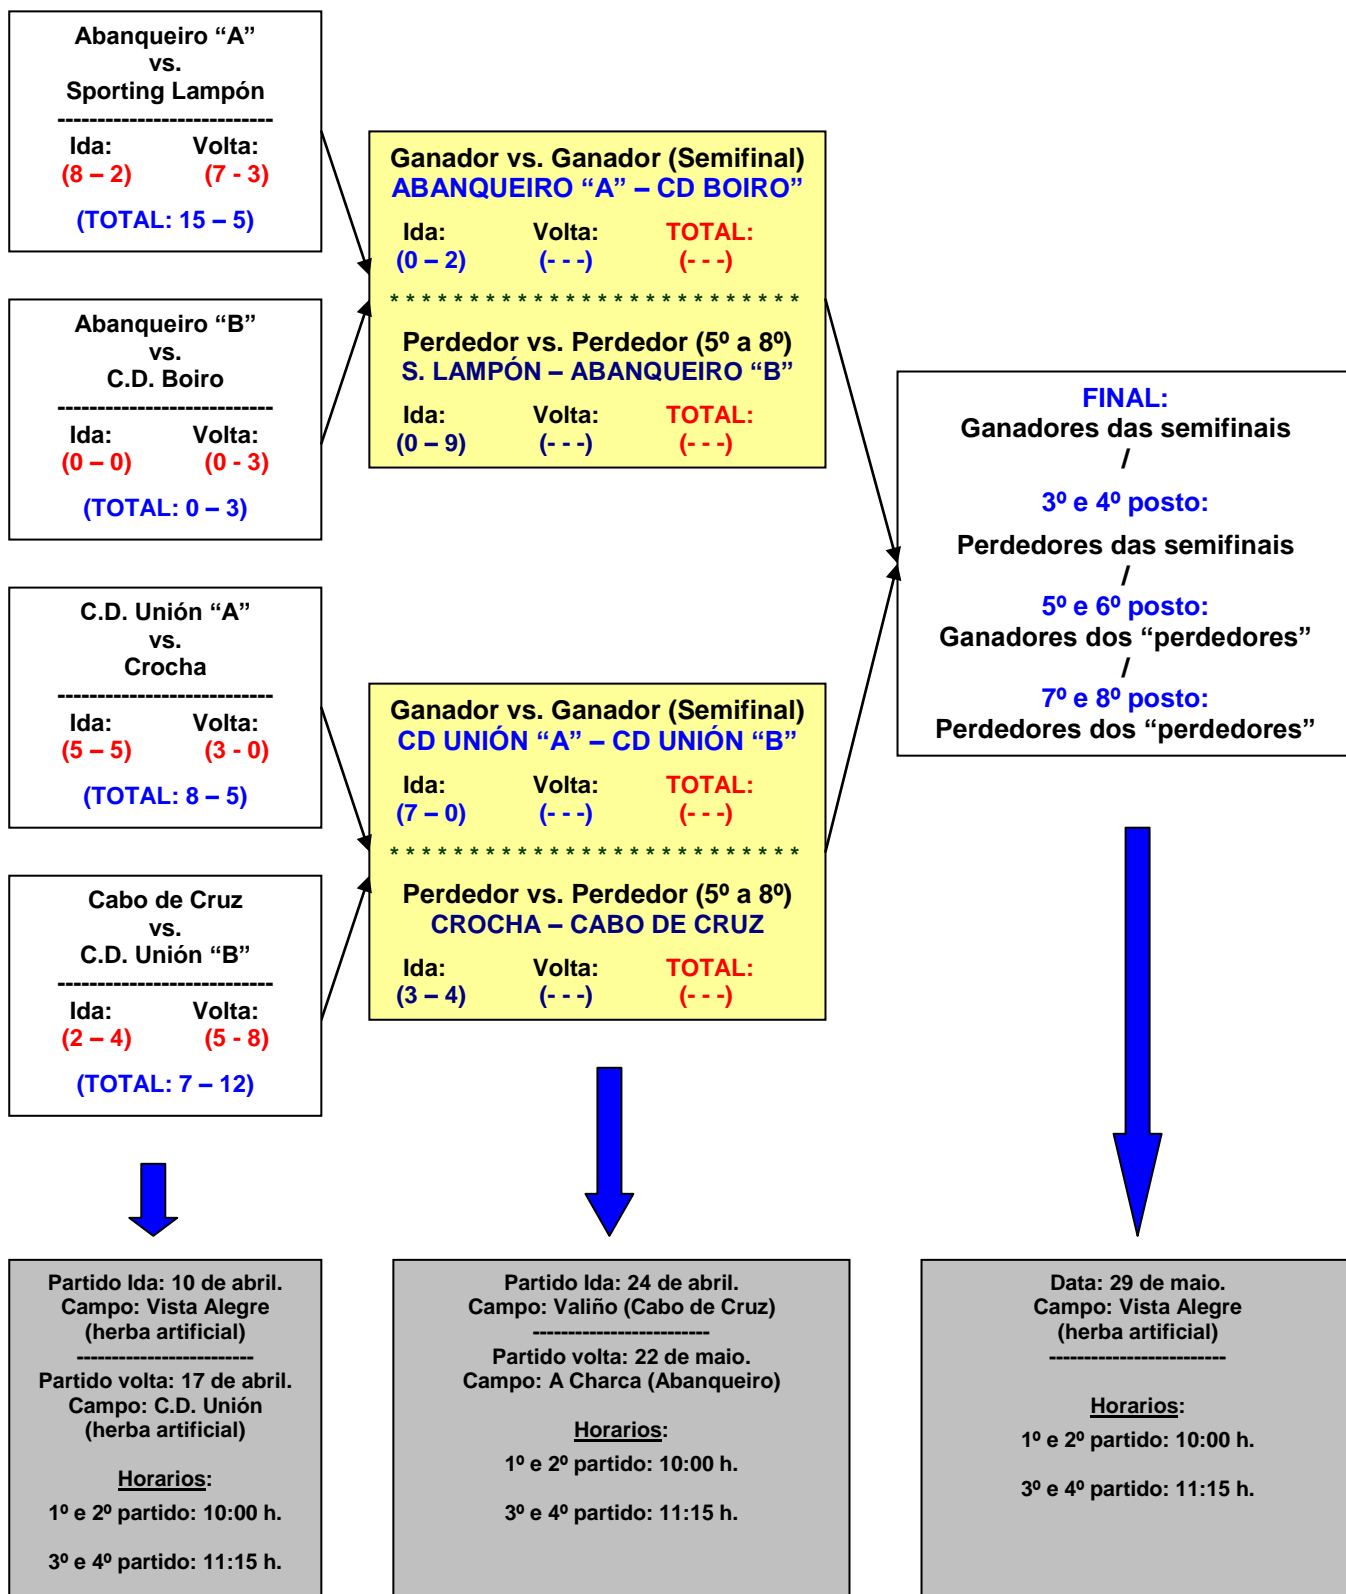 Abanqueiro “A”
vs.
Sporting Lampón
---------------------------
Ida: Volta:
(8 – 2) (7 - 3)
(TOTAL: 15 – 5)
Abanqueiro “B”
vs.
C.D. Boiro
---------------------------
Ida: Volta:
(0 – 0) (0 - 3)
(TOTAL: 0 – 3)
C.D. Unión “A”
vs.
Crocha
---------------------------
Ida: Volta:
(5 – 5) (3 - 0)
(TOTAL: 8 – 5)
Cabo de Cruz
vs.
C.D. Unión “B”
---------------------------
Ida: Volta:
(2 – 4) (5 - 8)
(TOTAL: 7 – 12)
Ganador vs. Ganador (Semifinal)
ABANQUEIRO “A” – CD BOIRO”
Ida: Volta: TOTAL:
(0 – 2) (- - -) (- - -)
* * * * * * * * * * * * * * * * * * * * * * * * * *
Perdedor vs. Perdedor (5º a 8º)
S. LAMPÓN – ABANQUEIRO “B”
Ida: Volta: TOTAL:
(0 – 9) (- - -) (- - -)
Ganador vs. Ganador (Semifinal)
CD UNIÓN “A” – CD UNIÓN “B”
Ida: Volta: TOTAL:
(7 – 0) (- - -) (- - -)
* * * * * * * * * * * * * * * * * * * * * * * * * *
Perdedor vs. Perdedor (5º a 8º)
CROCHA – CABO DE CRUZ
Ida: Volta: TOTAL:
(3 – 4) (- - -) (- - -)
FINAL:
Ganadores das semifinais
/
3º e 4º posto:
Perdedores das semifinais
/
5º e 6º posto:
Ganadores dos “perdedores”
/
7º e 8º posto:
Perdedores dos “perdedores”
Partido Ida: 10 de abril.
Campo: Vista Alegre
(herba artificial)
-------------------------
Partido volta: 17 de abril.
Campo: C.D. Unión
(herba artificial)
Horarios:
1º e 2º partido: 10:00 h.
3º e 4º partido: 11:15 h.
Partido Ida: 24 de abril.
Campo: Valiño (Cabo de Cruz)
-------------------------
Partido volta: 22 de maio.
Campo: A Charca (Abanqueiro)
Horarios:
1º e 2º partido: 10:00 h.
3º e 4º partido: 11:15 h.
Data: 29 de maio.
Campo: Vista Alegre
(herba artificial)
-------------------------
Horarios:
1º e 2º partido: 10:00 h.
3º e 4º partido: 11:15 h.